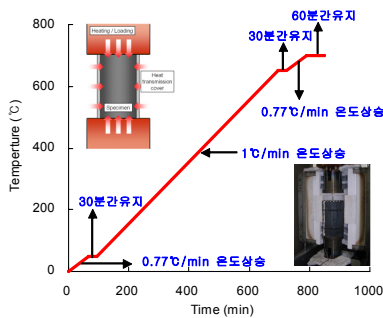 60분간유지
30분간유지
800
Heating / Loading
Heat
transmission
cover
Specimen
600
0.77℃/min 온도상승
Temperture (℃)
400
1℃/min 온도상승
200
30분간유지
0.77℃/min 온도상승
0
0 200 400 600 800 1000
Time (min)